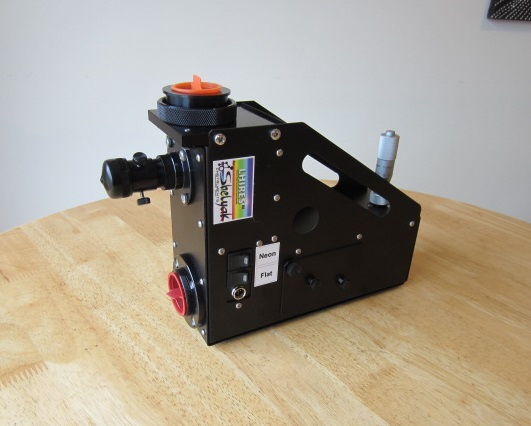 LHIRES
Shelyak
Neon
Flat